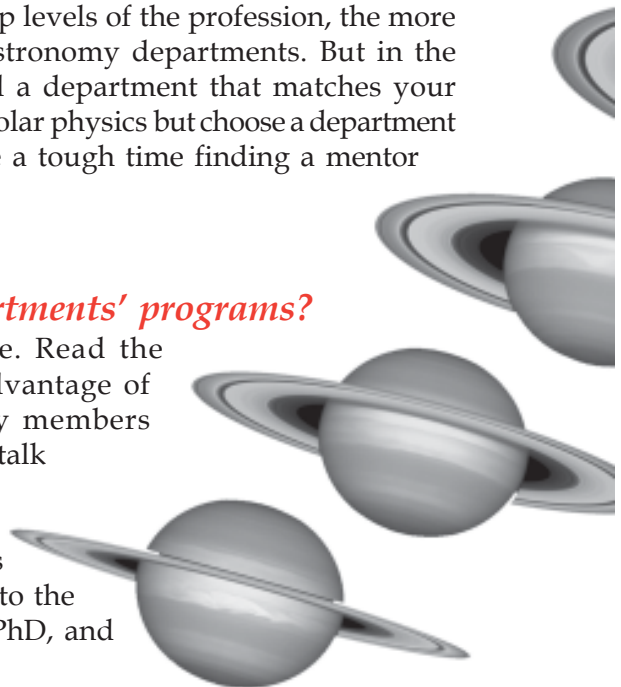 p levels of the profession, the more
stronomy departments. But in the
a department that matches your
olar physics but choose a department
a tough time finding a mentor
rtments' programs?
e. Read the
dvantage of
y members
talk
s
to the
PhD, and